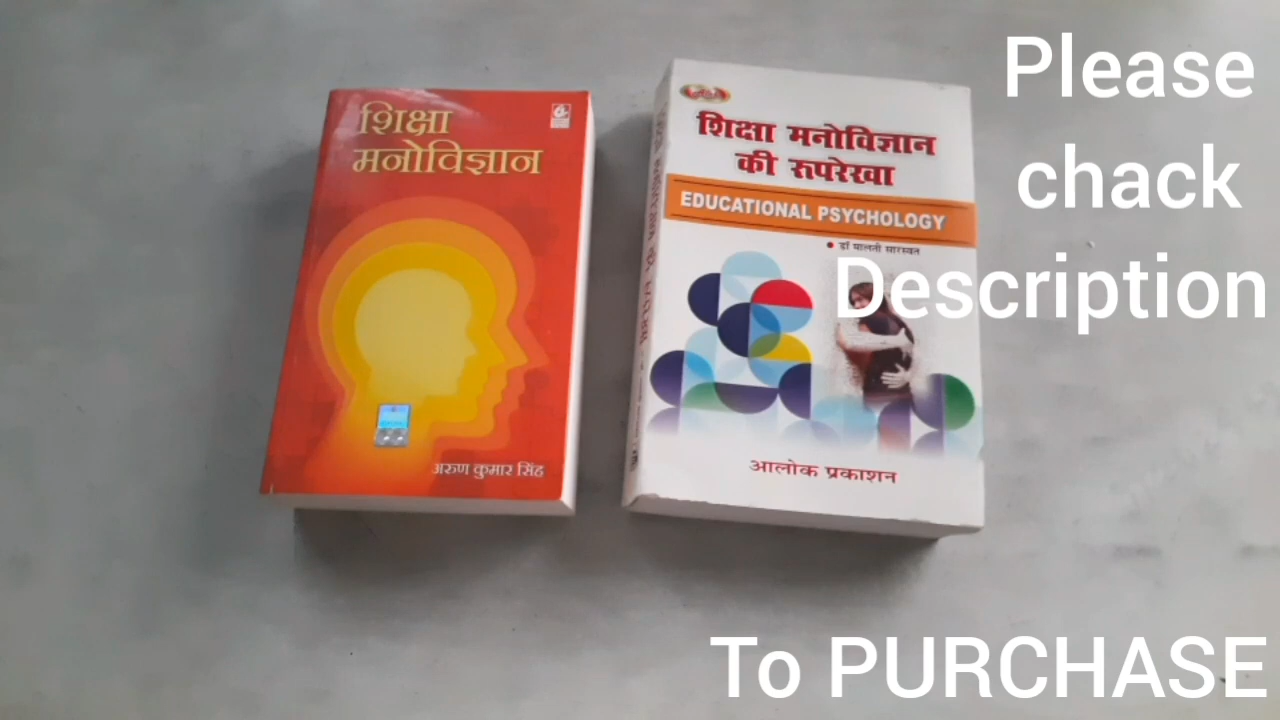 शिक्षा
मनोविज्ञान
अरुण कुमार सिंह
शिक्षा मनोविज्ञान
की रुपरेखा
EDUCATIONAL PSYCHOLOGY
डॉ मालती सारस्वत
आलोक प्रकाशन
Please
chack
Description
To PURCHASE